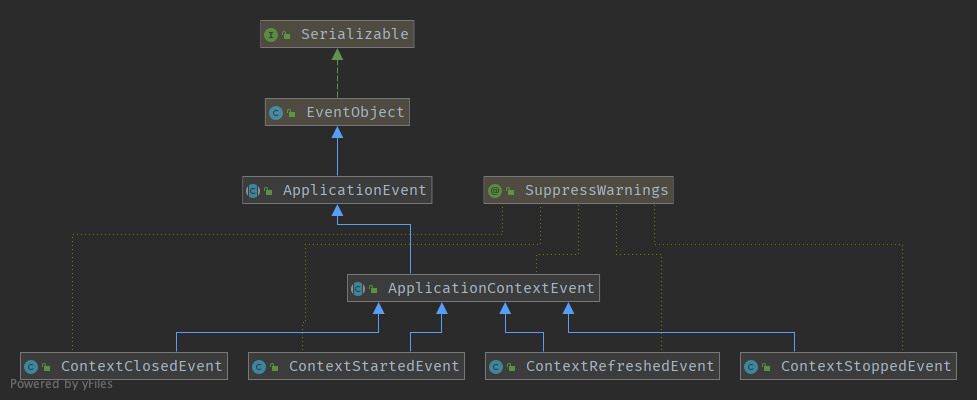 Serializable
EventObject
ApplicationEvent
SuppressWarnings
ApplicationContextEvent
ContextClosedEvent
ContextStartedEvent
ContextRefreshedEvent
ContextStoppedEvent
Powered by yFiles